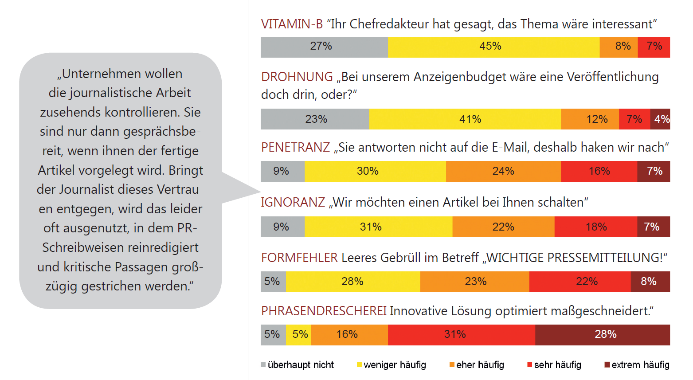 „Unternehmen wollen
die journalistische Arbeit
zusehends kontrollieren. Sie
sind nur dann gesprächsbe
reit, wenn ihnen der fertige
Artikel vorgelegt wird. Bringt
der Journalist dieses Vertrau
en entgegen, wird das leider
oft ausgenutzt, in dem PR-
Schreibweisen reinredigiert
und kritische Passagen groß-
zügig gestrichen werden.“
VITAMIN-B “Ihr Chefredakteur hat gesagt, das Thema wäre interessant“
27% 45% 8% 7%
DROHNUNG „Bei unserem Anzeigenbudget wäre eine Veröffentlichung
doch drin, oder?“
23% 41% 12% 7% 4%
PENETRANZ „Sie antworten nicht auf die E-Mail, deshalb haken wir nach“
9% 30% 24% 16% 7%
IGNORANZ „Wir möchten einen Artikel bei Ihnen schalten“
9% 31% 22% 18% 7%
FORMFEHLER Leeres Gebrüll im Betreff „WICHTIGE PRESSEMITTEILUNG!“
5% 28% 23% 22% 8%
PHRASENDRESCHEREI Innovative Lösung optimiert maßgeschneidert.“
5% 5% 16% 31% 28%
überhaupt nicht weniger häufig eher häufig sehr häufig extrem häufig